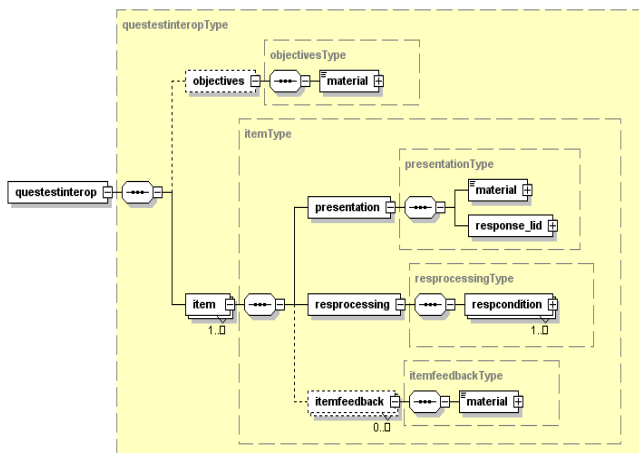 questestinteropType
objectivesType
objectives
material
itemType
presentationType
questestinterop
material
presentation
response_lid
resprocessingType
item
resprocessing
respcondition
1..
1..
itemfeedbackType
itemfeedback
material
0..